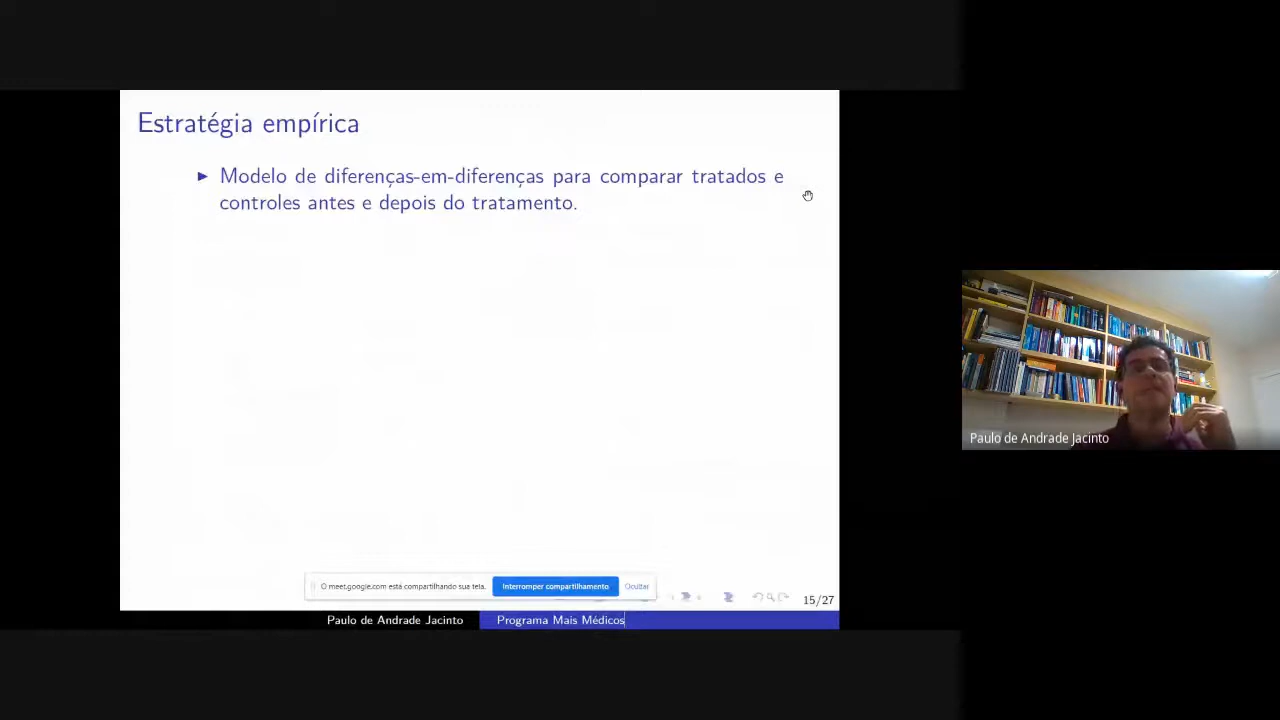 Estratégia empírica
Modelo de diferenças-em-diferenças para comparar tratados e
controles antes e depois do tratamento.
O meet.google.com está compartilhando sua tela. Interromper compartilhamento Ocultar
15/27
Paulo de Andrade Jacinto Programa Mais Médicos
Paulo de Andrade Jacinto